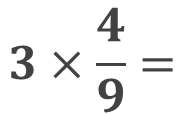 3 × 4/9 =